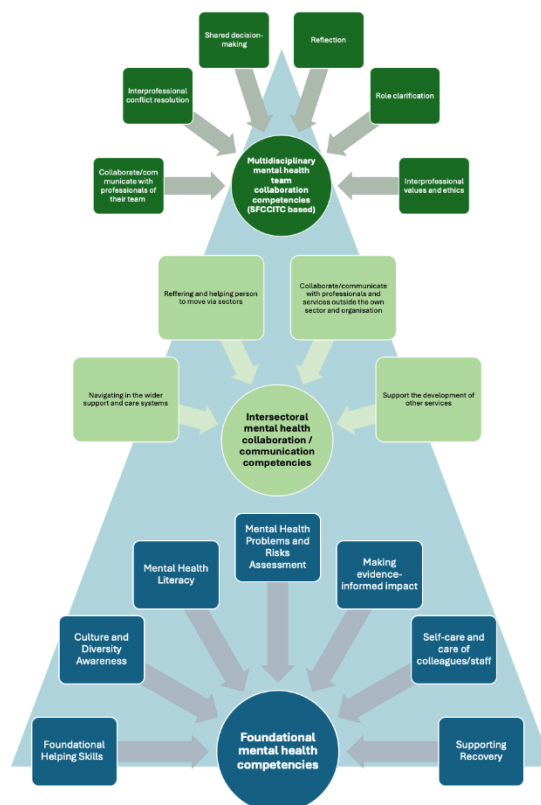 Shared decision-
making
Reflection
Interprofessional
conflict resolution
Role clarification
Collaborate/com
municate with
professionals of
their team
Multidisciplinary
mental health
team
collaboration
competencies
(SFCCITC based)
Interprofessional
values and ethics
Reffering and helping person
to move via sectors
Collaborate/communicate
with professionals and
services outside ths own
sector and organisation
Navigating in the wider
support and care systems
Intersectoral
mental health
collaboration /
communication
competencies
Support the development of
other services
Mental Health
Problems and
Risks
Assessment
Mental Health
Literacy
Making
evidence-
informed impact
Culture and
Diversity
Awareness
Self-care and
care of
colleagues/staff
Foundational
Helping Skills
Foundational
mental health
competencies
Supporting
Recovery